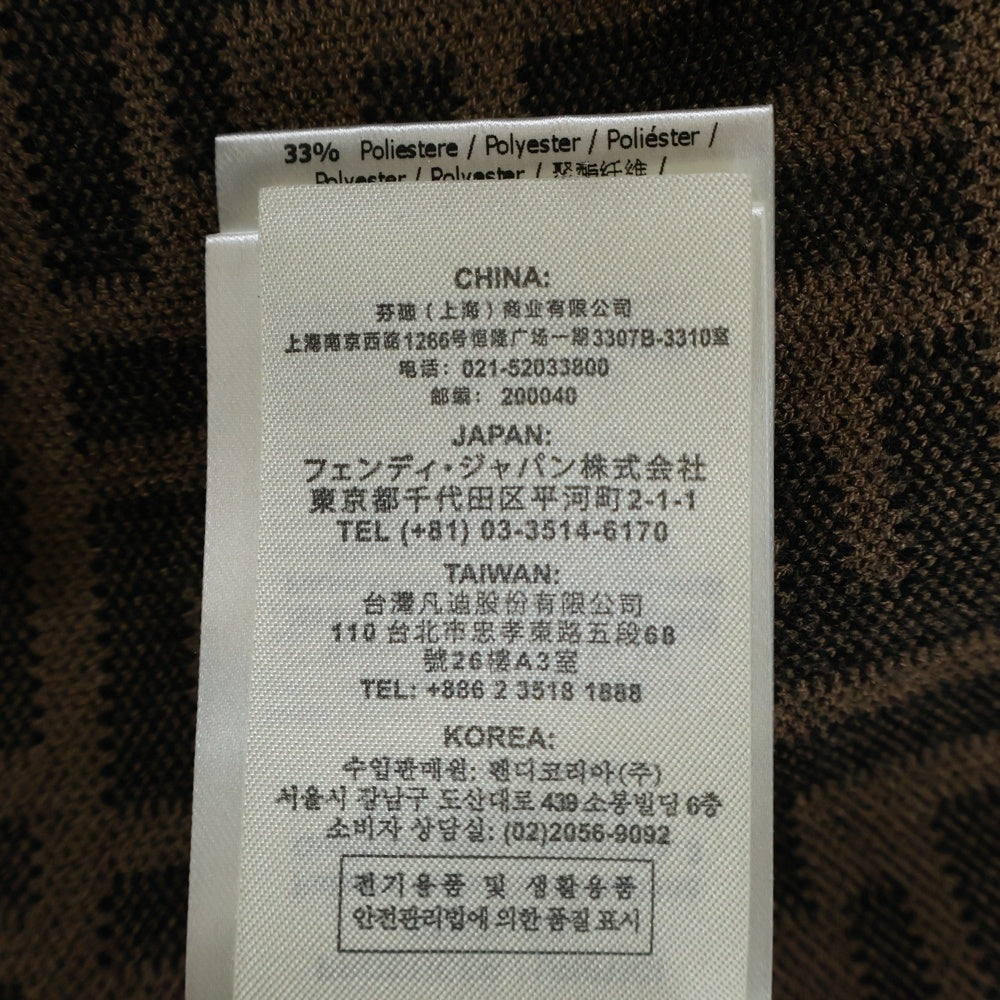 33% Poliestere / Polyester / Poliéster /
Polyester / Polyester / 聚酯纤维 /
CHINA:
芬迪（上海）商业有限公司
上海南京西路1266号恒隆广场一期3307B-3310室
电话：021-52033800
邮编：200040
JAPAN:
フェンディ・ジャパン株式会社
東京都千代田区平河町2-1-1
TEL (+81) 03-3514-6170
TAIWAN:
台灣凡迪股份有限公司
110 台北市忠孝東路五段68
號26樓A3室
TEL: +886 2 3518 1888
KOREA:
수입판매원: 펜디코리아(주)
서울시 강남구 도산대로 439 소봉빌딩 6층
소비자 상담실: (02)2056-9092
전기용품 및 생활용품
안전관리법에 의한 품질표시